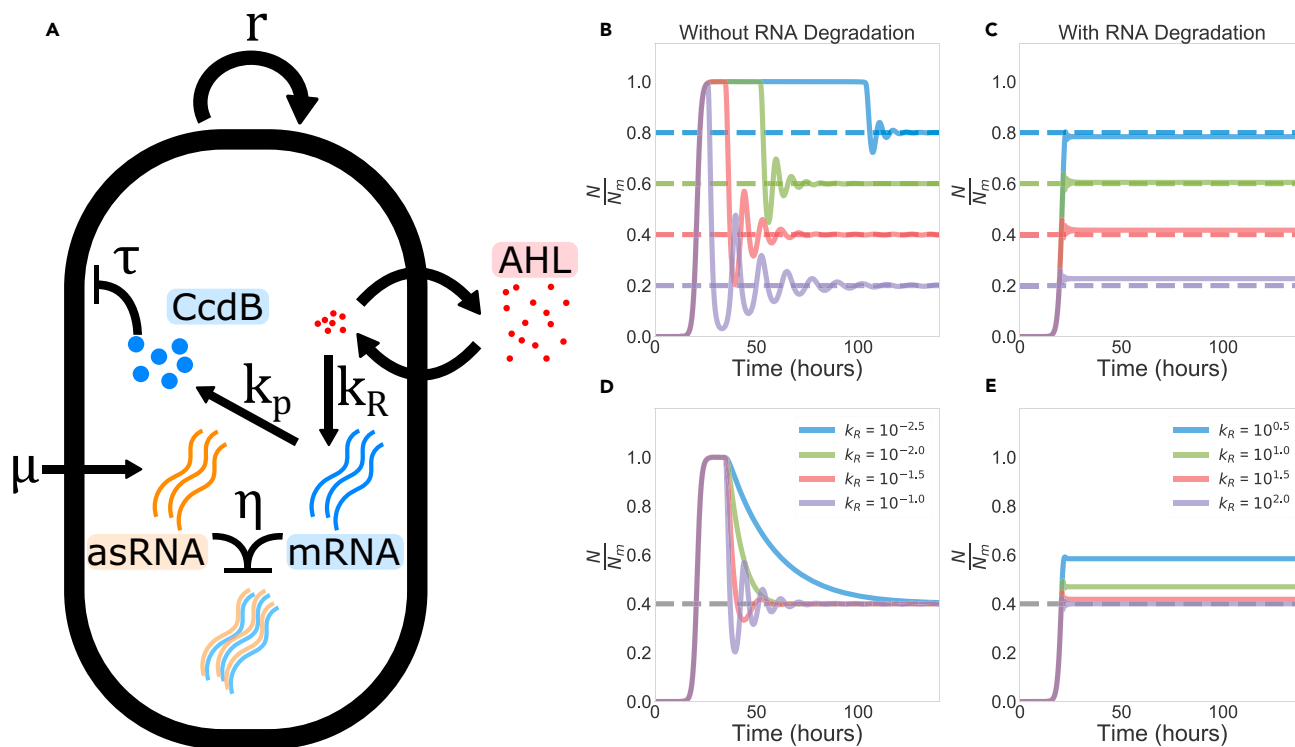 A
r
τ
CcdB
AHL
k_p
k_R
μ
η
asRNA
mRNA
B
Without RNA Degradation
N/N_m
1.0
0.8
0.6
0.4
0.2
0.0
0
50
100
Time (hours)
C
With RNA Degradation
N/N_m
1.0
0.8
0.6
0.4
0.2
0.0
0
100
Time (hours)
D
k_R = 10^{-2.5}
k_R = 10^{-2.0}
k_R = 10^{-1.5}
k_R = 10^{-1.0}
N/N_m
1.0
0.8
0.6
0.4
0.2
0.0
0
50
100
Time (hours)
E
k_R = 10^{0.5}
k_R = 10^{1.0}
k_R = 10^{1.5}
k_R = 10^{2.0}
N/N_m
1.0
0.8
0.6
0.4
0.2
0.0
0
100
Time (hours)